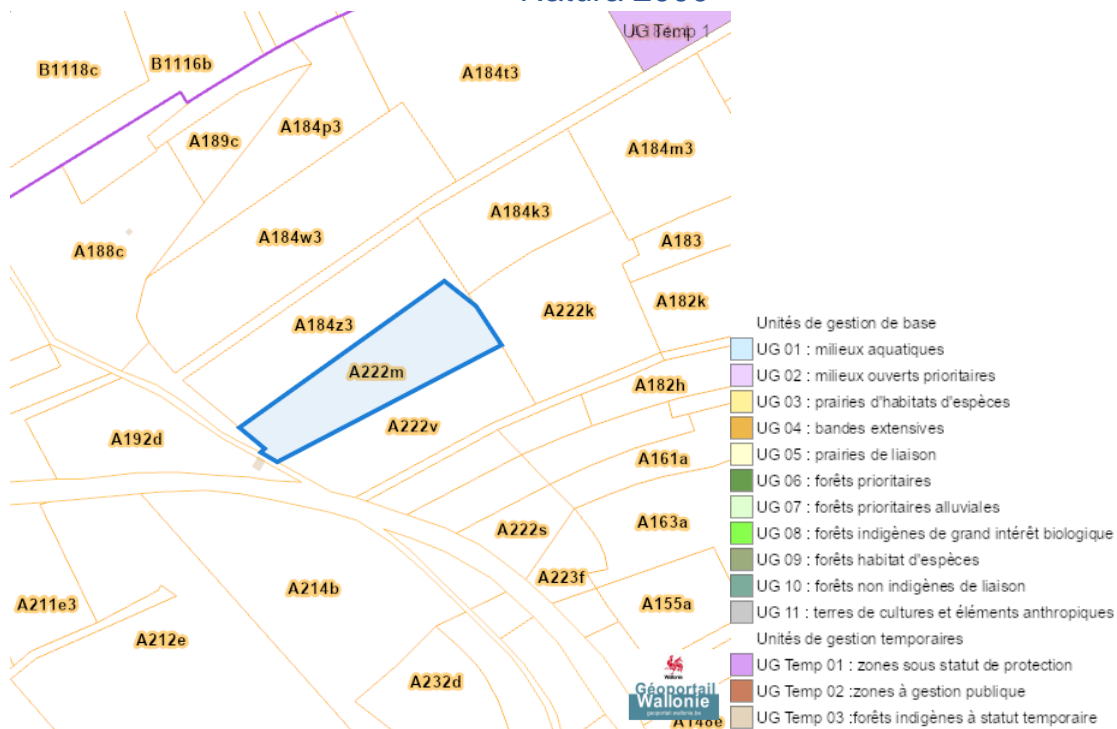 UG Temp 1
B1118c
B1116b
A184t3
A184p3
A189c
A184m3
A184k3
A184w3
A183
A188c
A182k
A222k
A184z3
A222m
A182h
A222v
A192d
A161a
A163a
A222s
A223f
A214b
A211e3
A155a
A212e
A232d
Wallonie
Géoportail
Wallonie
geoportail.wallonie.be
Unités de gestion de base
UG 01 : milieux aquatiques
UG 02 : milieux ouverts prioritaires
UG 03 : prairies d'habitats d'espèces
UG 04 : bandes extensives
UG 05 : prairies de liaison
UG 06 : forêts prioritaires
UG 07 : forêts prioritaires alluviales
UG 08 : forêts indigènes de grand intérêt biologique
UG 09 : forêts habitat d'espèces
UG 10 : forêts non indigènes de liaison
UG 11 : terres de cultures et éléments anthropiques
Unités de gestion temporaires
UG Temp 01 : zones sous statut de protection
UG Temp 02 :zones à gestion publique
UG Temp 03 :forêts indigènes à statut temporaire